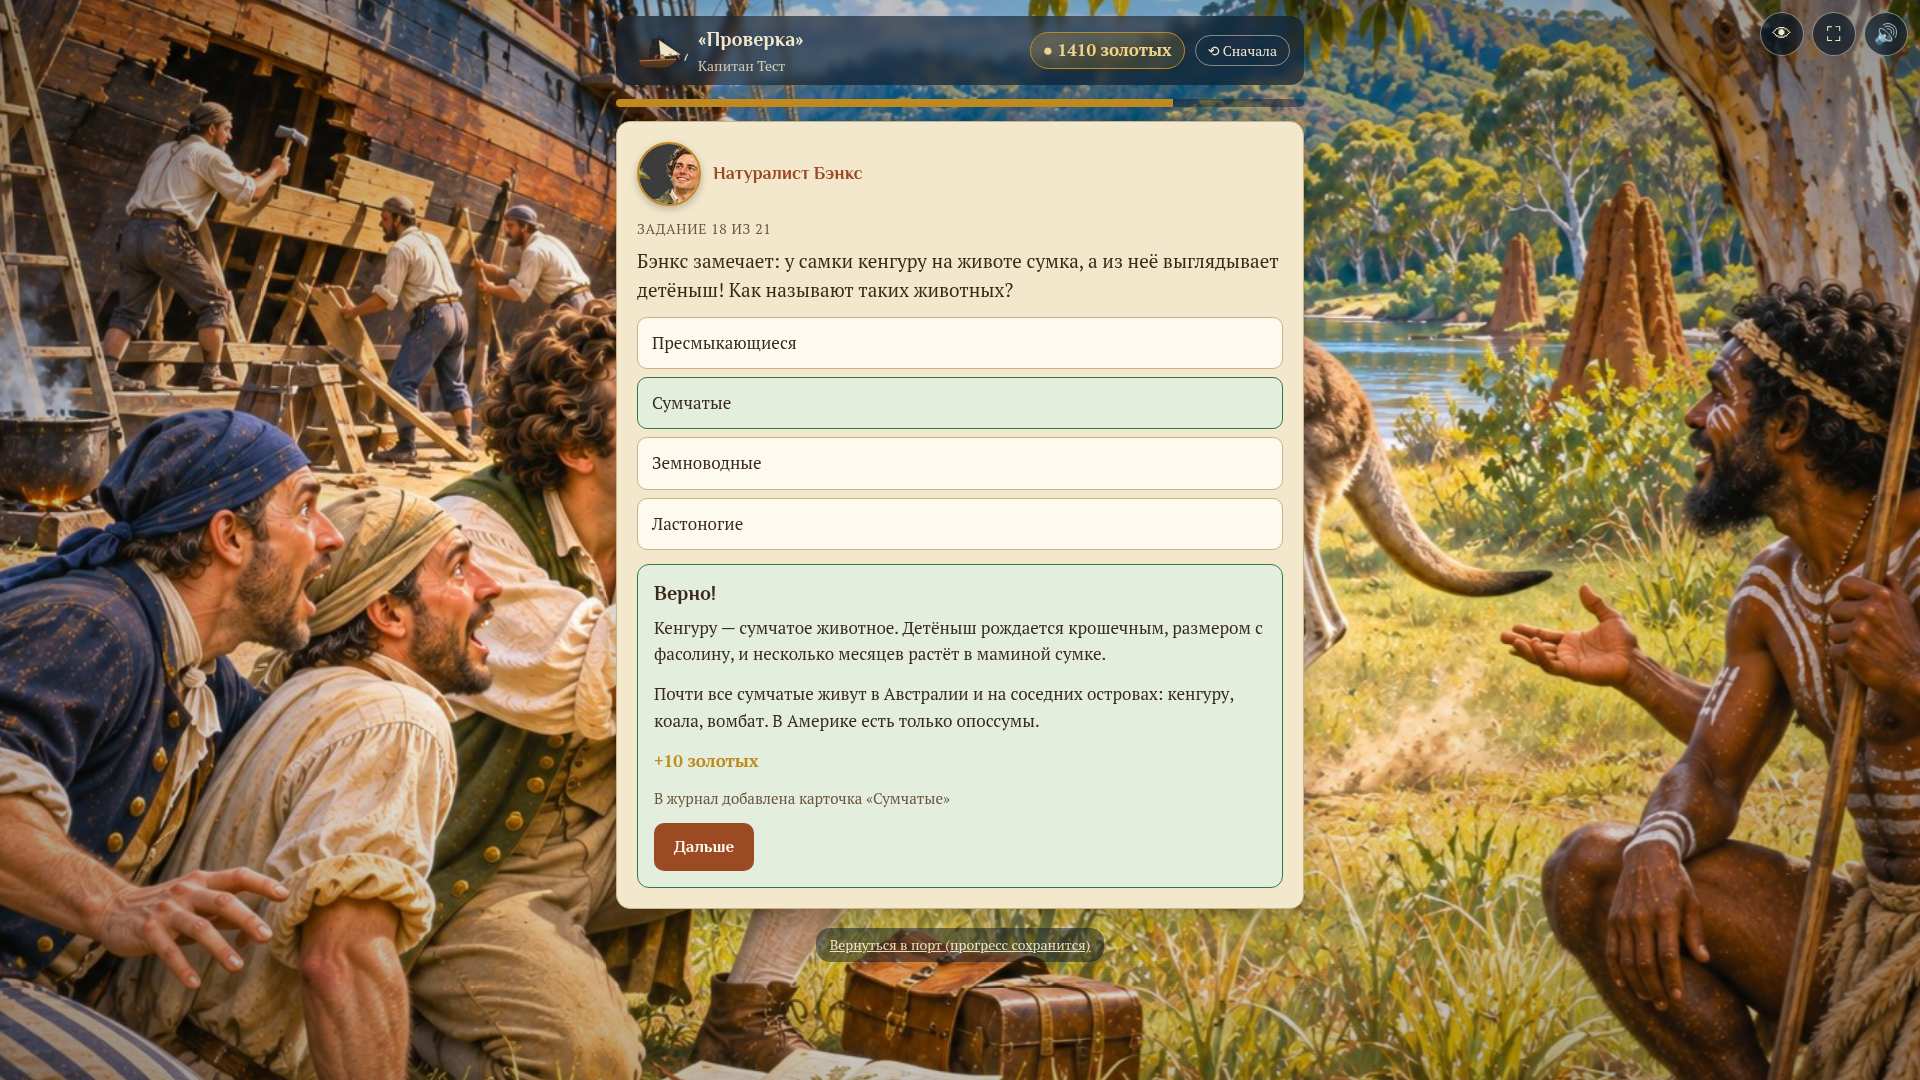 «Проверка»
Капитан Тест
● 1410 золотых
⟲ Сначала
Натуралист Бэнкс
ЗАДАНИЕ 18 ИЗ 21
Бэнкс замечает: у самки кенгуру на животе сумка, а из неё выглядывает
детёныш! Как называют таких животных?
Пресмыкающиеся
Сумчатые
Земноводные
Ластоногие
Верно!
Кенгуру — сумчатое животное. Детёныш рождается крошечным, размером с
фасолину, и несколько месяцев растёт в маминой сумке.
Почти все сумчатые живут в Австралии и на соседних островах: кенгуру,
коала, вомбат. В Америке есть только опоссумы.
+10 золотых
В журнал добавлена карточка «Сумчатые»
Дальше
Вернуться в порт (прогресс сохранится)